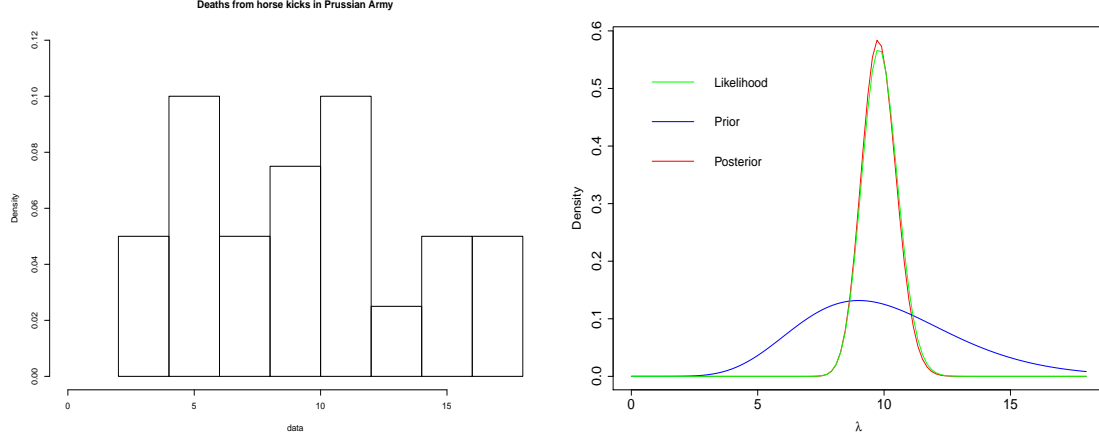 Deaths from horse kicks in Prussian Army
0.12
0.10
0.08
0.06
0.04
0.02
0.00
Density
0
5
10
15
data
0.6
0.5
0.4
0.3
0.2
0.1
0.0
Density
Likelihood
Prior
Posterior
0
5
10
15
λ